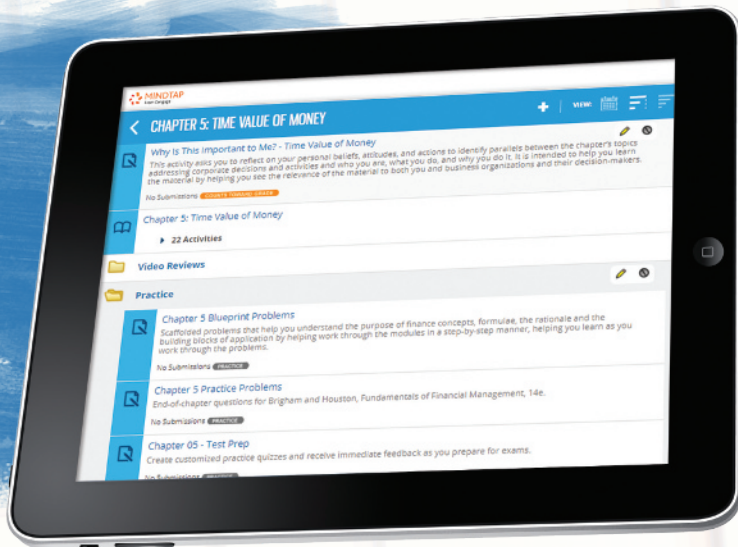 MINDTAP
From Cengage
CHAPTER 5: TIME VALUE OF MONEY
VIEW:
Why Is This Important to Me? - Time Value of Money
This activity asks you to reflect on your personal beliefs, attitudes, and actions to identify parallels between the chapter's topics
addressing corporate decisions and activities and who you are, what you do, and why you do it. It is intended to help you learn
the material by helping you see the relevance of the material to both you and business organizations and their decision-makers.
No Submissions COUNTS TOWARD GRADE
Chapter 5: Time Value of Money
22 Activities
Video Reviews
Practice
Chapter 5 Blueprint Problems
Scaffolded problems that help you understand the purpose of finance concepts, formulae, the rationale and the
building blocks of application by helping work through the modules in a step-by-step manner, helping you learn as you
work through the problems.
No Submissions PRACTICE
Chapter 5 Practice Problems
End-of-chapter questions for Brigham and Houston, Fundamentals of Financial Management, 14e.
No Submissions PRACTICE
Chapter 05 - Test Prep
Create customized practice quizzes and receive immediate feedback as you prepare for exams.
No Submissions PRACTICE